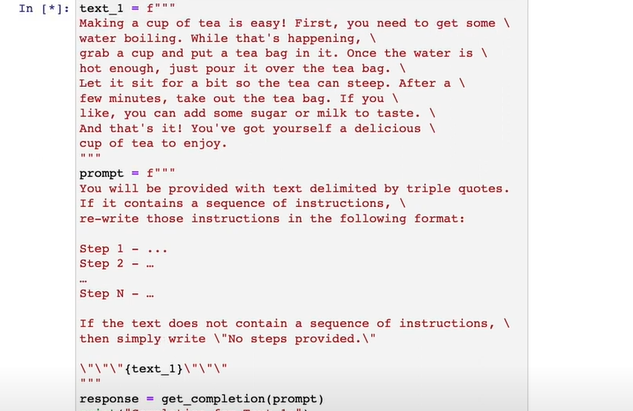 In [*]: text_1 = f"""
Making a cup of tea is easy! First, you need to get some \
water boiling. While that's happening, \
grab a cup and put a tea bag in it. Once the water is \
hot enough, just pour it over the tea bag. \
Let it sit for a bit so the tea can steep. After a \
few minutes, take out the tea bag. If you \
like, you can add some sugar or milk to taste. \
And that's it! You've got yourself a delicious \
cup of tea to enjoy.
"""
prompt = f"""
You will be provided with text delimited by triple quotes.
If it contains a sequence of instructions, \
re-write those instructions in the following format:

Step 1 - ...
Step 2 - …
…
Step N - …

If the text does not contain a sequence of instructions, \
then simply write \"No steps provided.\"

\"\"\"{text_1}\"\"\"
"""
response = get_completion(prompt)